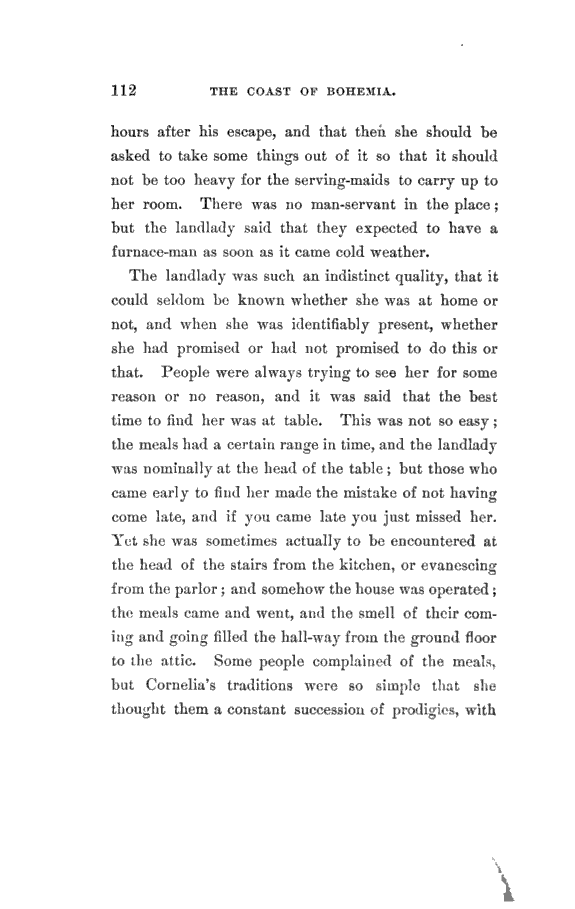 112 THE COAST OF BOHEMIA.
hours after his escape, and that then she should be
asked to take some things out of it so that it should
not be too heavy for the serving-maids to carry up to
her room. There was no man-servant in the place;
but the landlady said that they expected to have a
furnace-man as soon as it came cold weather.
The landlady was such an indistinct quality, that it
could seldom be known whether she was at home or
not, and when she was identifiably present, whether
she had promised or had not promised to do this or
that. People were always trying to see her for some
reason or no reason, and it was said that the best
time to find her was at table. This was not so easy;
the meals had a certain range in time, and the landlady
was nominally at the head of the table; but those who
came early to find her made the mistake of not having
come late, and if you came late you just missed her.
Yet she was sometimes actually to be encountered at
the head of the stairs from the kitchen, or evanescing
from the parlor; and somehow the house was operated;
the meals came and went, and the smell of their com-
ing and going filled the hall-way from the ground floor
to the attic. Some people complained of the meals,
but Cornelia's traditions were so simple that she
thought them a constant succession of prodigies, with